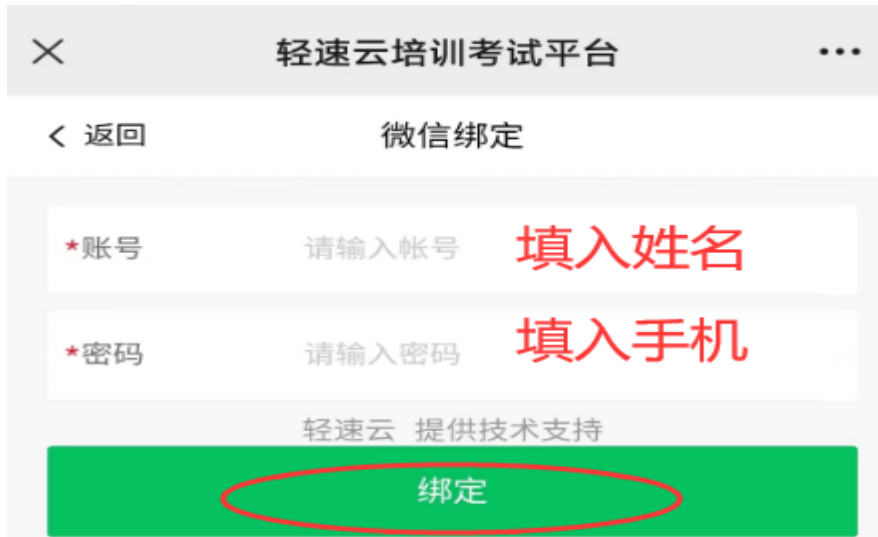 轻速云培训考试平台
返回 微信绑定
*账号 请输入帐号 填入姓名
*密码 请输入密码 填入手机
轻速云 提供技术支持
绑定